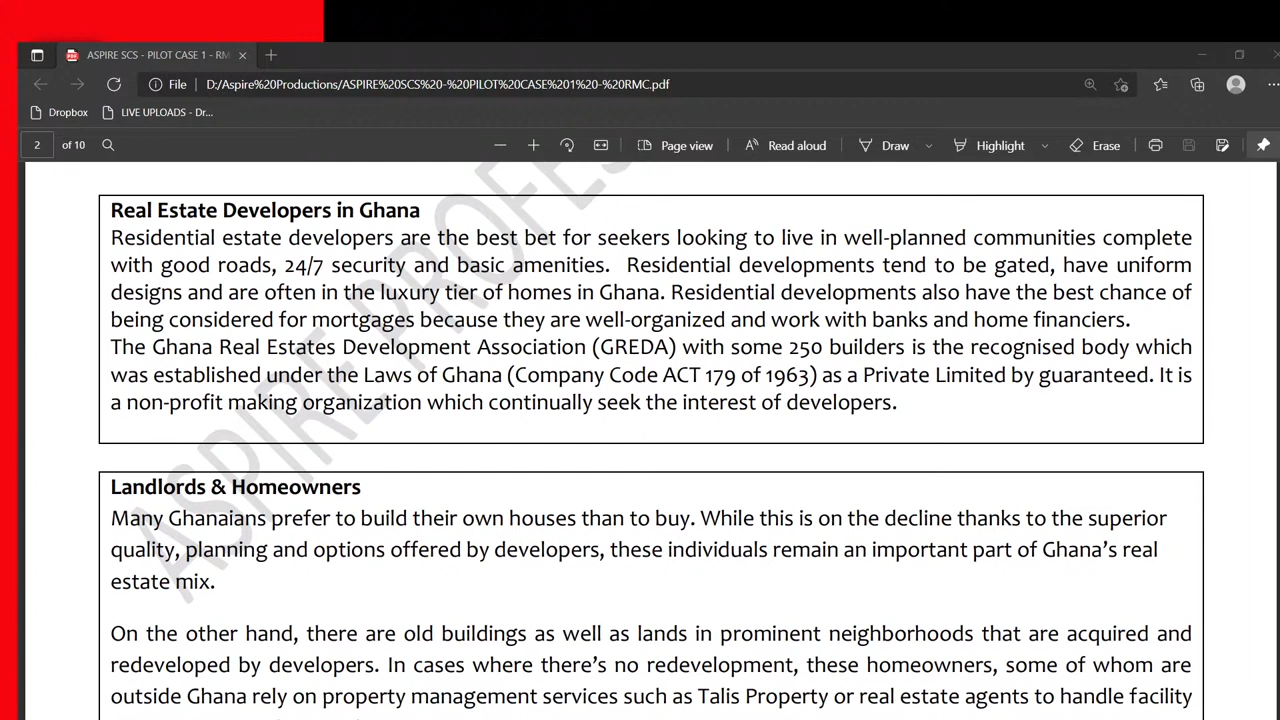 ASPIRE SCS - PILOT CASE 1 - RM
File D:/Aspire%20Productions/ASPIRE%20SCS%20-%20PILOT%20CASE%201%20-%20RMC.pdf
Dropbox LIVE UPLOADS - Dr...
2 of 10 Page view Read aloud Draw Highlight Erase
ASPIRE PROFES
Real Estate Developers in Ghana
Residential estate developers are the best bet for seekers looking to live in well-planned communities complete
with good roads, 24/7 security and basic amenities. Residential developments tend to be gated, have uniform
designs and are often in the luxury tier of homes in Ghana. Residential developments also have the best chance of
being considered for mortgages because they are well-organized and work with banks and home financiers.
The Ghana Real Estates Development Association (GREDA) with some 250 builders is the recognised body which
was established under the Laws of Ghana (Company Code ACT 179 of 1963) as a Private Limited by guaranteed. It is
a non-profit making organization which continually seek the interest of developers.
Landlords & Homeowners
Many Ghanaians prefer to build their own houses than to buy. While this is on the decline thanks to the superior
quality, planning and options offered by developers, these individuals remain an important part of Ghana's real
estate mix.
On the other hand, there are old buildings as well as lands in prominent neighborhoods that are acquired and
redeveloped by developers. In cases where there's no redevelopment, these homeowners, some of whom are
outside Ghana rely on property management services such as Talis Property or real estate agents to handle facility